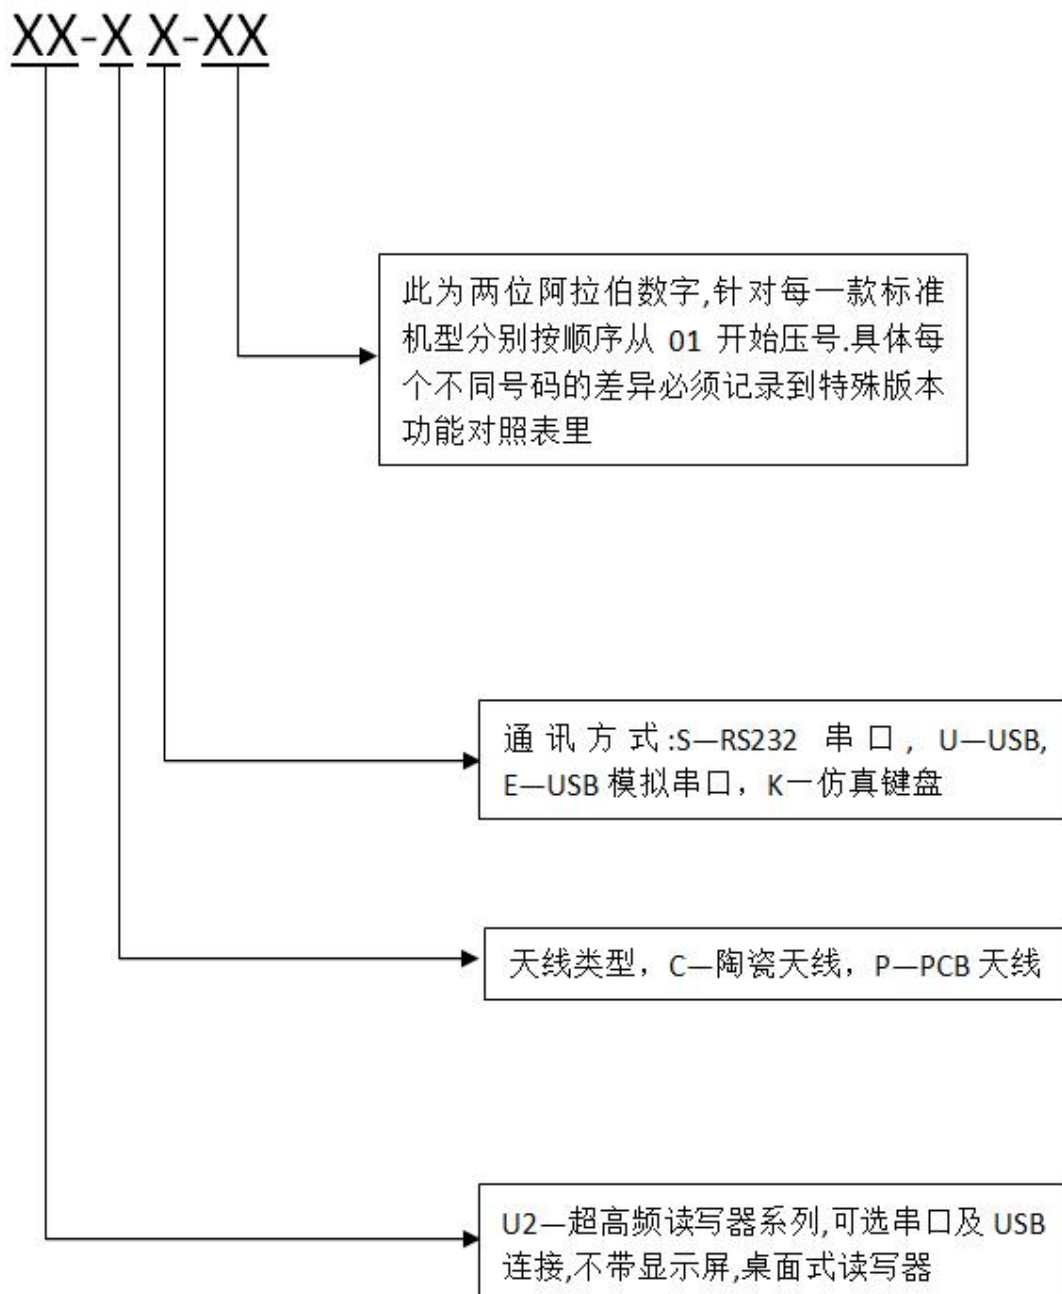 XX-X X-XX
此为两位阿拉伯数字,针对每一款标准
机型分别按顺序从 01 开始压号.具体每
个不同号码的差异必须记录到特殊版本
功能对照表里
通讯方式:S—RS232 串口, U—USB,
E—USB 模拟串口，K一仿真键盘
天线类型，C—陶瓷天线，P—PCB 天线
U2—超高频读写器系列,可选串口及 USB
连接,不带显示屏,桌面式读写器